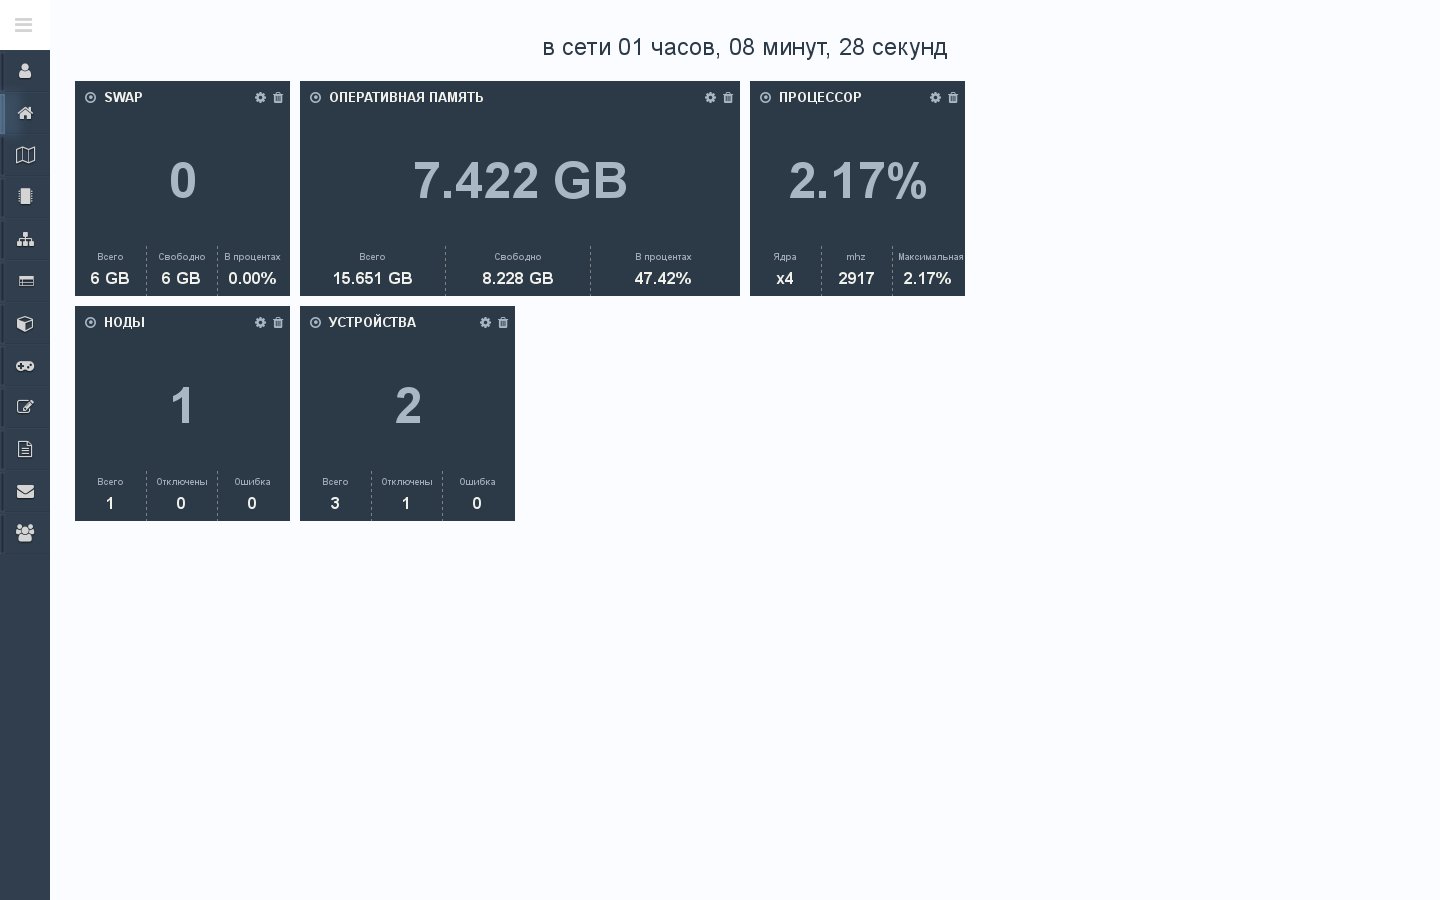 в сети 01 часов, 08 минут, 28 секунд
SWAP
0
Всего Свободно В процентах
6 GB 6 GB 0.00%
ОПЕРАТИВНАЯ ПАМЯТЬ
7.422 GB
Всего Свободно В процентах
15.651 GB 8.228 GB 47.42%
ПРОЦЕССОР
2.17%
Ядра mhz Максимальная
x4 2917 2.17%
НОДЫ
1
Всего Отключены Ошибка
1 0 0
УСТРОЙСТВА
2
Всего Отключены Ошибка
3 1 0